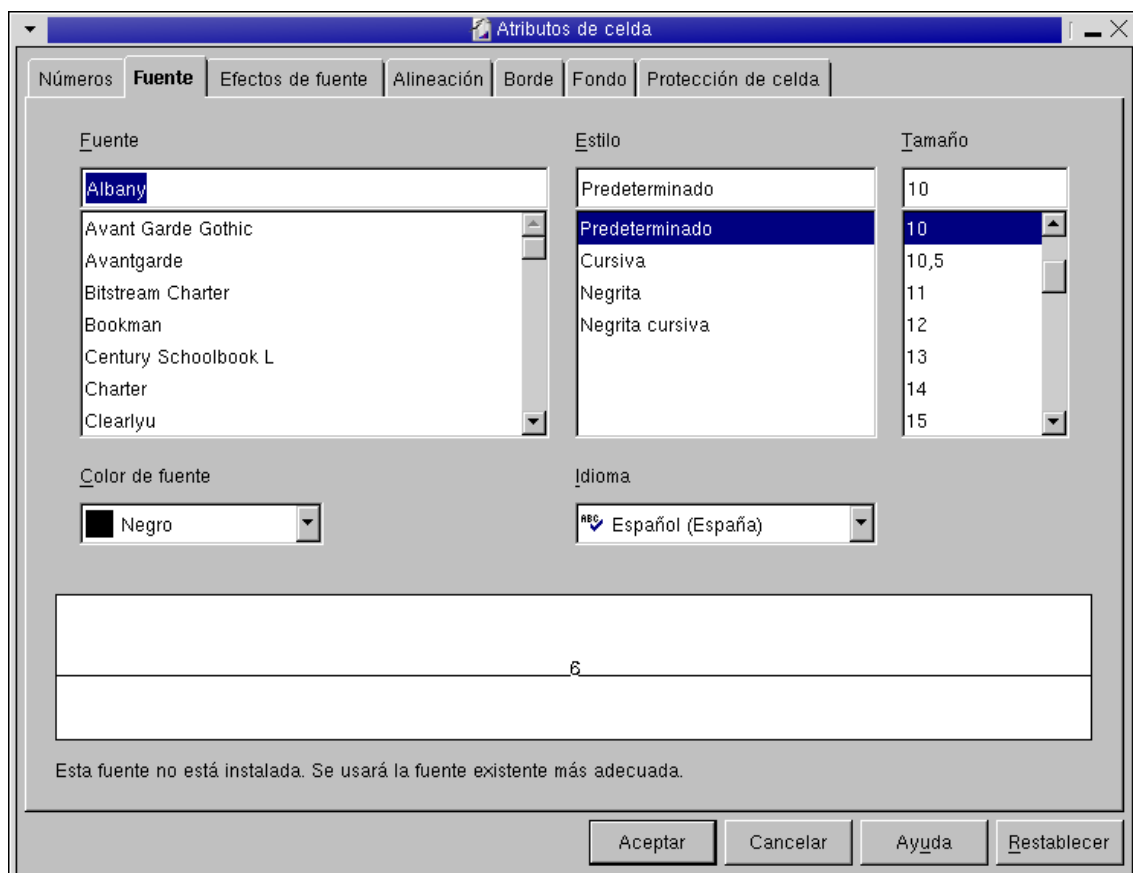 Atributos de celda
Números Fuente Efectos de fuente Alineación Borde Fondo Protección de celda
Fuente Estilo Tamaño
Albany Predeterminado 10
Avant Garde Gothic Predeterminado 10
Avantgarde Cursiva 10,5
Bitstream Charter Negrita 11
Bookman Negrita cursiva 12
Century Schoolbook L 13
Charter 14
Clearlyu 15
Color de fuente Idioma
Negro ABC Español (España)
6
Esta fuente no está instalada. Se usará la fuente existente más adecuada.
Aceptar Cancelar Ayuda Restablecer